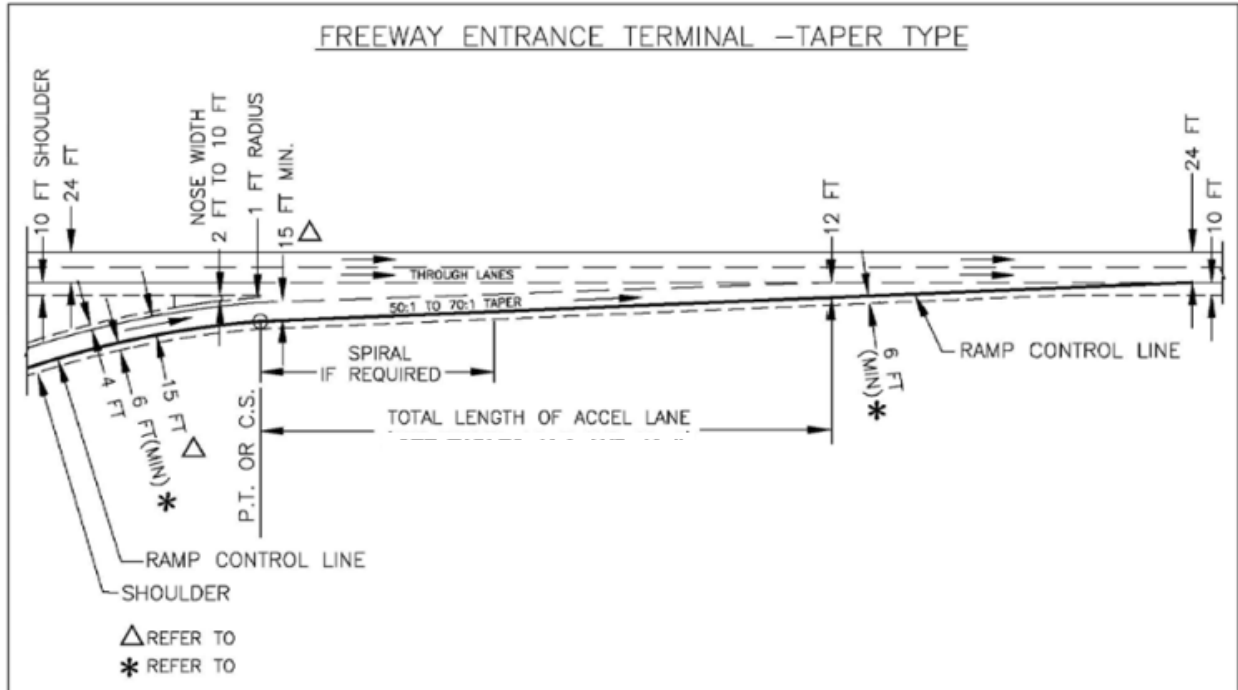 FREEWAY ENTRANCE TERMINAL –TAPER TYPE
10 FT SHOULDER
24 FT
NOSE WIDTH
2 FT TO 10 FT
1 FT RADIUS
15 FT MIN. △
12 FT
24 FT
10 FT
THROUGH LANES
50:1 TO 70:1 TAPER
SPIRAL
IF REQUIRED
TOTAL LENGTH OF ACCEL LANE
6 FT
(MIN) *
RAMP CONTROL LINE
4 FT
6 FT(MIN) *
15 FT △
P.T. OR C.S.
RAMP CONTROL LINE
SHOULDER
△ REFER TO
* REFER TO